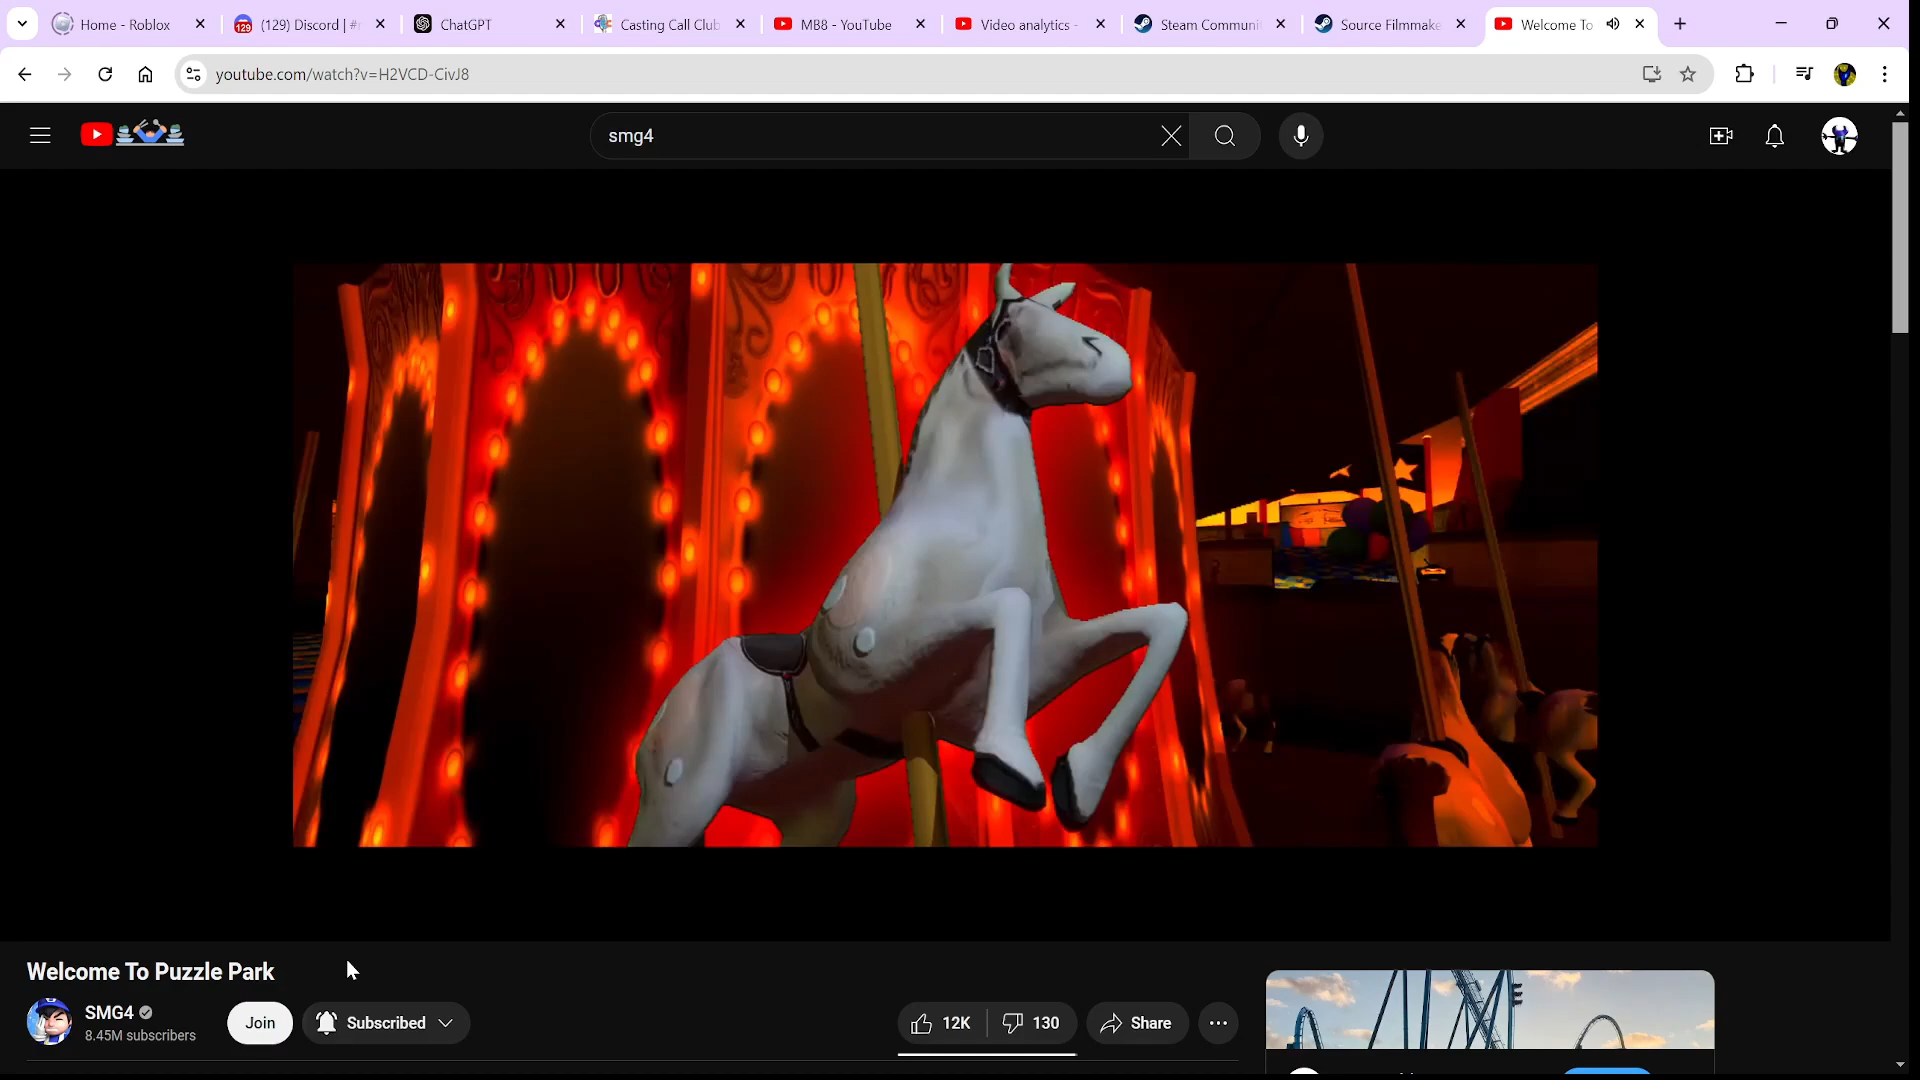 Home - Roblox
(129) Discord | #
ChatGPT
Casting Call Club
MB8 - YouTube
Video analytics -
Steam Communi
Source Filmmake
Welcome To
youtube.com/watch?v=H2VCD-CivJ8
smg4
Welcome To Puzzle Park
SMG4
8.45M subscribers
Join
Subscribed
12K
130
Share